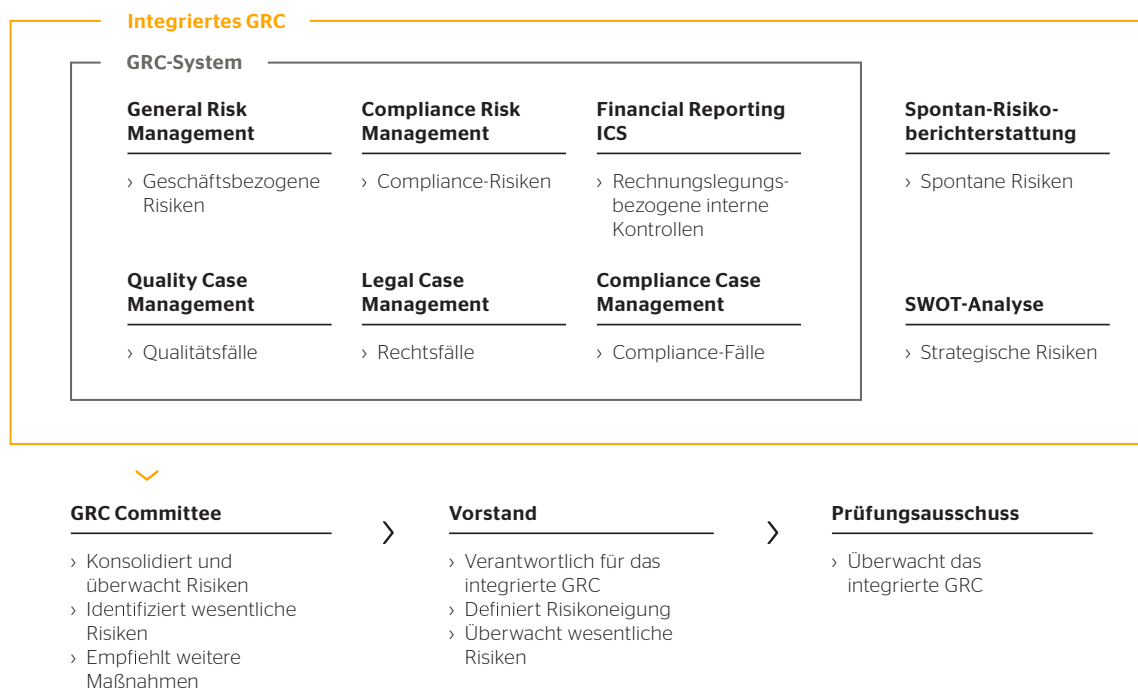 Integriertes GRC
GRC-System
General Risk
Management
› Geschäftsbezogene
Risiken
Compliance Risk
Management
› Compliance-Risiken
Financial Reporting
ICS
› Rechnungslegungs-
bezogene interne
Kontrollen
Spontan-Risiko-
berichterstattung
› Spontane Risiken
Quality Case
Management
› Qualitätsfälle
Legal Case
Management
› Rechtsfälle
Compliance Case
Management
› Compliance-Fälle
SWOT-Analyse
› Strategische Risiken
GRC Committee
› Konsolidiert und
überwacht Risiken
› Identifiziert wesentliche
Risiken
› Empfiehlt weitere
Maßnahmen
Vorstand
› Verantwortlich für das
integrierte GRC
› Definiert Risikoneigung
› Überwacht wesentliche
Risiken
Prüfungsausschuss
› Überwacht das
integrierte GRC